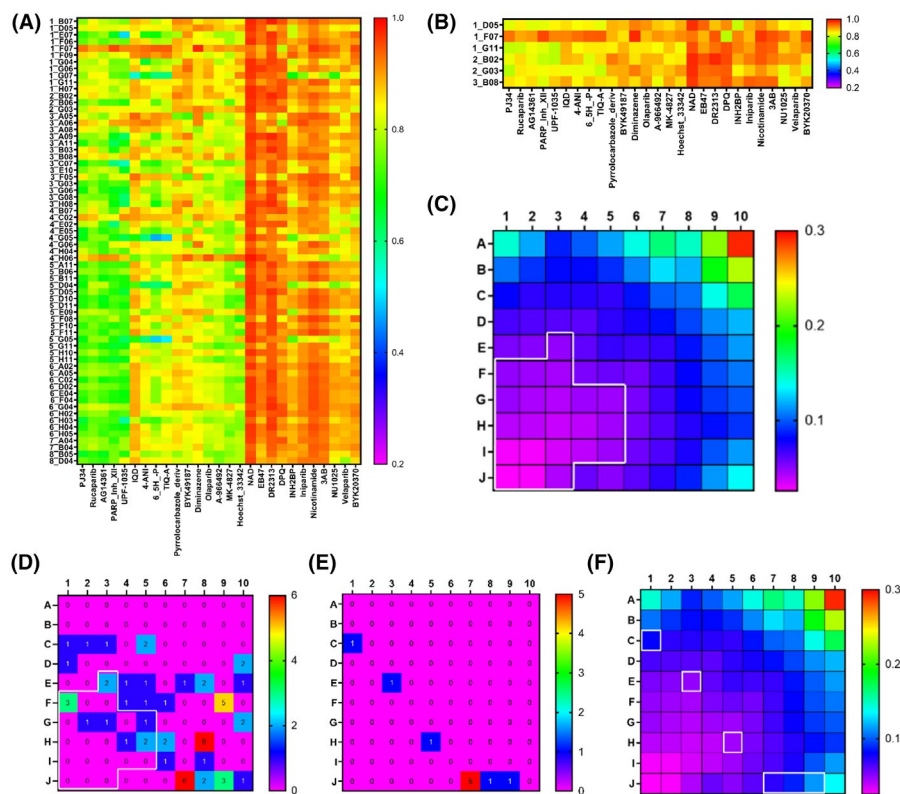 (A)
1_B07
1_D05
1_E07
1_F06
1_F07
1_F09
1_G04
1_G06
1_G07
1_G11
1_H07
2_B02
2_B06
2_G03
3_A05
3_A06
3_A08
3_A09
3_A11
3_B03
3_B08
3_C07
3_E10
3_F05
3_G03
3_G06
3_G08
3_H08
4_B07
4_C02
4_E02
4_E05
4_G05
4_G06
4_H04
4_H06
5_A11
5_B06
5_B11
5_D04
5_D05
5_D10
5_D11
5_E09
5_F08
5_F10
5_F11
5_G05
5_G11
5_H10
5_H11
6_A02
6_A05
6_C02
6_D02
6_E04
6_F04
6_G04
6_H02
6_H03
6_H04
6_H05
7_A04
7_B04
8_B05
8_D04
PJ34
Rucaparib
AG14361
PARP_Inh_XII
UPF-1035
IQD
4-ANI
6_5H_-P
TIQ-A
Pyrrolocarbazole_deriv
BYK49187
Diminazene
Olaparib
A-966492
MK-4827
Hoechst_33342
NAD
EB47
DR2313
DPQ
INH2BP
Iniparib
Nicotinamide
3AB
NU1025
Velaparib
BYK20370
1.0
0.8
0.6
0.4
0.2
(B)
1_D05
1_F07
1_G11
2_B02
2_G03
3_B08
PJ34
Rucaparib
AG14361
PARP_Inh_XII
UPF-1035
IQD
4-ANI
6_5H_-P
TIQ-A
Pyrrolocarbazole_deriv
BYK49187
Diminazene
Olaparib
A-966492
MK-4827
Hoechst_33342
NAD
EB47
DR2313
DPQ
INH2BP
Iniparib
Nicotinamide
3AB
NU1025
Velaparib
BYK20370
1.0
0.8
0.6
0.4
0.2
(C)
1 2 3 4 5 6 7 8 9 10
A
B
C
D
E
F
G
H
I
J
0.3
0.2
0.1
(D)
1 2 3 4 5 6 7 8 9 10
A 0 0 0 0 0 0 0 0 0 0
B 0 0 0 0 0 0 0 0 0 0
C 1 1 1 0 2 0 0 0 0 0
D 1 0 0 0 0 0 0 0 0 2
E 0 0 2 1 1 0 1 2 0 1
F 3 0 0 1 1 1 0 0 5 0
G 0 1 1 0 1 0 0 0 0 2
H 0 0 0 1 2 2 0 6 0 0
I 0 0 0 0 0 1 0 1 0 0
J 0 0 0 0 0 0 6 2 3 1
6
4
2
0
(E)
1 2 3 4 5 6 7 8 9 10
A 0 0 0 0 0 0 0 0 0 0
B 0 0 0 0 0 0 0 0 0 0
C 1 0 0 0 0 0 0 0 0 0
D 0 0 0 0 0 0 0 0 0 0
E 0 0 1 0 0 0 0 0 0 0
F 0 0 0 0 0 0 0 0 0 0
G 0 0 0 0 0 0 0 0 0 0
H 0 0 0 0 1 0 0 0 0 0
I 0 0 0 0 0 0 0 0 0 0
J 0 0 0 0 0 0 5 1 1 0
5
4
3
2
1
0
(F)
1 2 3 4 5 6 7 8 9 10
A
B
C
D
E
F
G
H
I
J
0.3
0.2
0.1